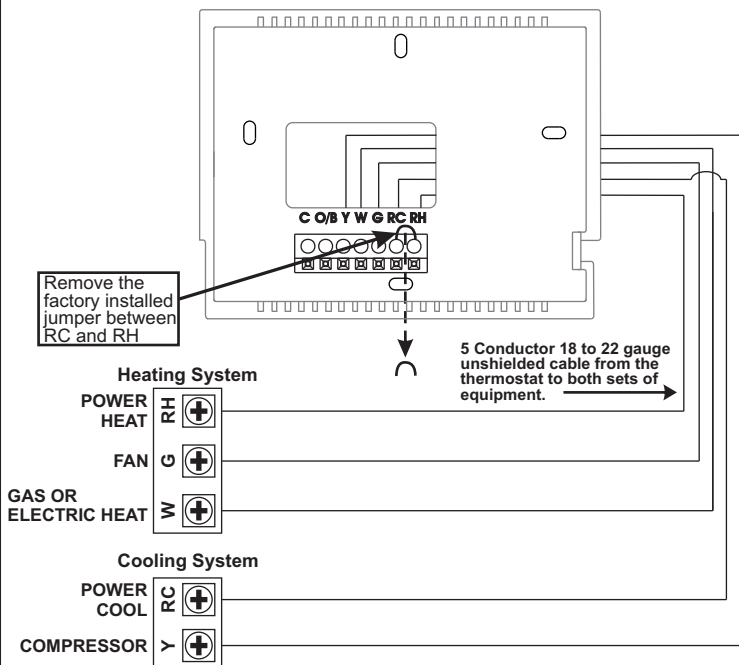 C O/B Y W G RC RH
Remove the
factory installed
jumper between
RC and RH
5 Conductor 18 to 22 gauge
unshielded cable from the
thermostat to both sets of
equipment.
Heating System
POWER
HEAT
RH
FAN
G
GAS OR
ELECTRIC HEAT
W
Cooling System
POWER
COOL
RC
COMPRESSOR
Y